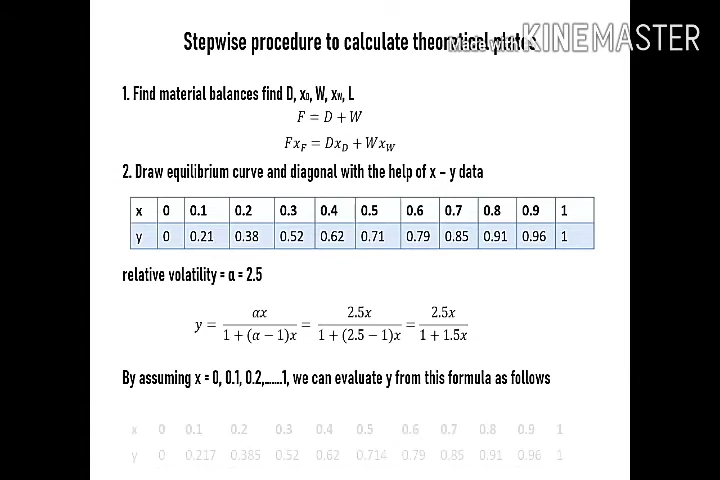 Stepwise procedure to calculate theoretical plates
Made with KINEMASTER
1. Find material balances find D, x_D, W, x_W, L
F = D + W
Fx_F = Dx_D + Wx_W
2. Draw equilibrium curve and diagonal with the help of x – y data
x 0 0.1 0.2 0.3 0.4 0.5 0.6 0.7 0.8 0.9 1
y 0 0.21 0.38 0.52 0.62 0.71 0.79 0.85 0.91 0.96 1
relative volatility = α = 2.5
y = αx / (1 + (α − 1)x) = 2.5x / (1 + (2.5 − 1)x) = 2.5x / (1 + 1.5x)
By assuming x = 0, 0.1, 0.2,.......1, we can evaluate y from this formula as follows
x 0 0.1 0.2 0.3 0.4 0.5 0.6 0.7 0.8 0.9 1
y 0 0.217 0.385 0.52 0.62 0.714 0.79 0.85 0.91 0.96 1